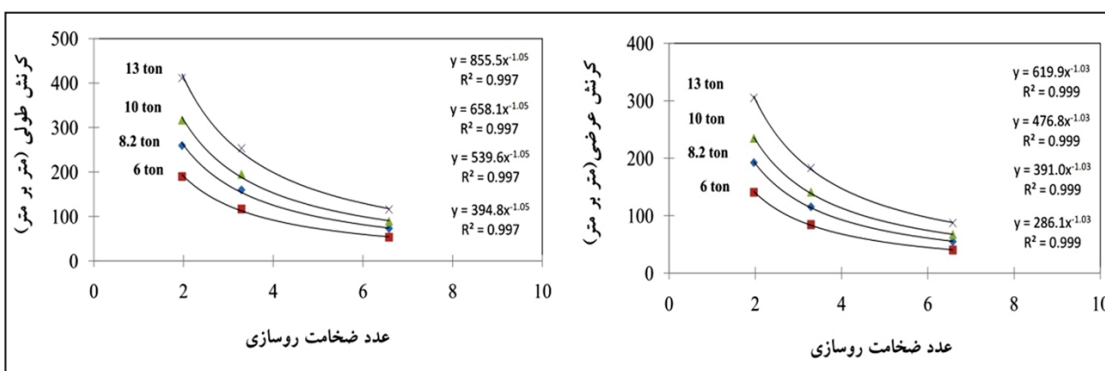 500
400
300
200
100
0
0 2 4 6 8 10
کرنش طولی (متر بر متر)
13 ton
10 ton
8.2 ton
6 ton
y = 855.5x^-1.05
R² = 0.997
y = 658.1x^-1.05
R² = 0.997
y = 539.6x^-1.05
R² = 0.997
y = 394.8x^-1.05
R² = 0.997
عدد ضخامت روسازی
400
300
200
100
0
0 2 4 6 8 10
کرنش عرضی(متر بر متر)
13 ton
10 ton
8.2 ton
6 ton
y = 619.9x^-1.03
R² = 0.999
y = 476.8x^-1.03
R² = 0.999
y = 391.0x^-1.03
R² = 0.999
y = 286.1x^-1.03
R² = 0.999
عدد ضخامت روسازی